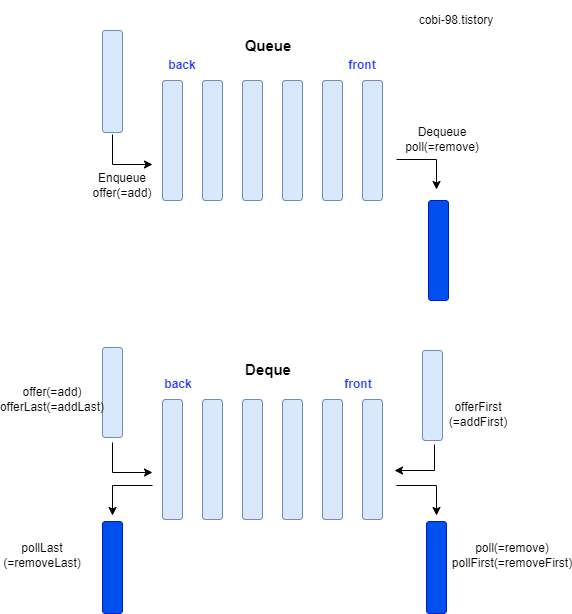 cobi-98.tistory
Queue
back
front
Dequeue
poll(=remove)
Enqueue
offer(=add)
Deque
back
front
offer(=add)
offerLast(=addLast)
offerFirst
(=addFirst)
pollLast
(=removeLast)
poll(=remove)
pollFirst(=removeFirst)